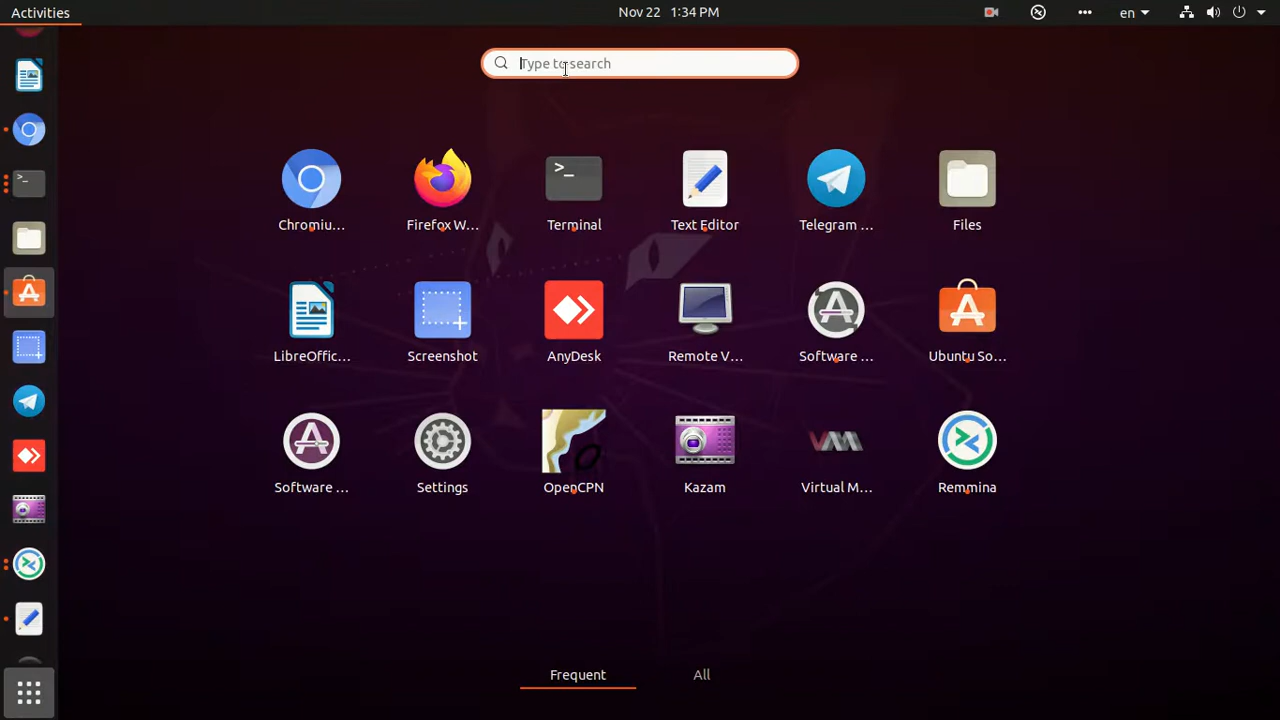 Activities
Nov 22 1:34 PM
en
Type to search
Chromiu...
Firefox W...
Terminal
Text Editor
Telegram ...
Files
LibreOffic...
Screenshot
AnyDesk
Remote V...
Software ...
Ubuntu So...
Software ...
Settings
OpenCPN
Kazam
Virtual M...
Remmina
Frequent
All